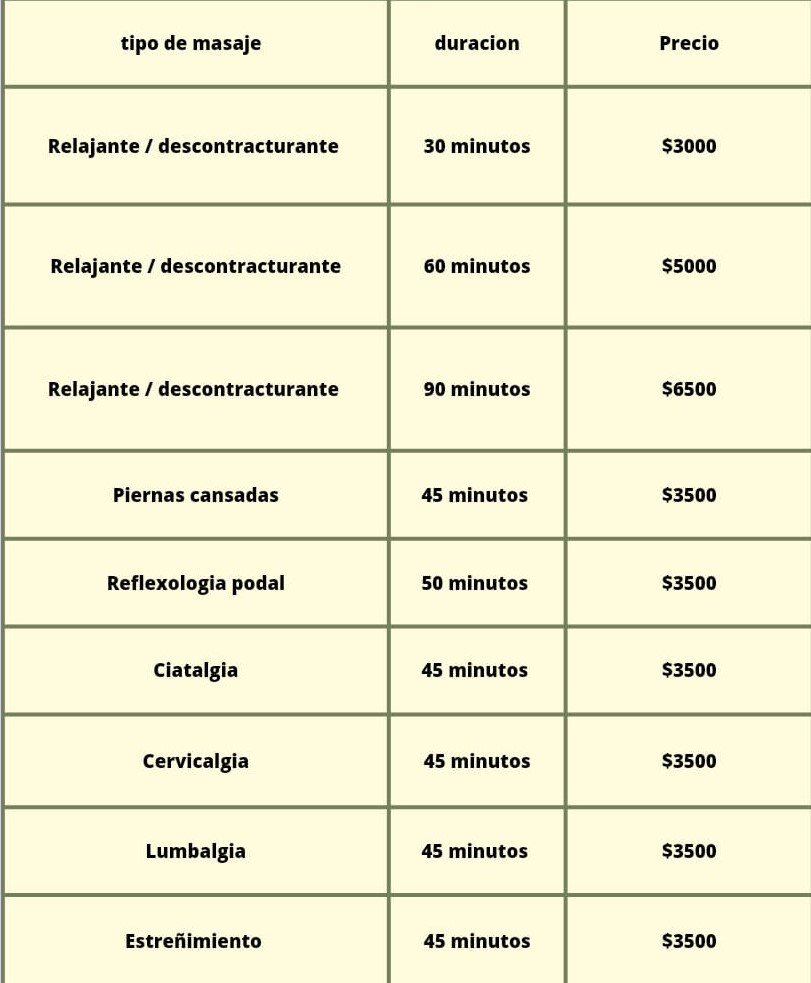 tipo de masaje duracion Precio
Relajante / descontracturante 30 minutos $3000
Relajante / descontracturante 60 minutos $5000
Relajante / descontracturante 90 minutos $6500
Piernas cansadas 45 minutos $3500
Reflexologia podal 50 minutos $3500
Ciatalgia 45 minutos $3500
Cervicalgia 45 minutos $3500
Lumbalgia 45 minutos $3500
Estreñimiento 45 minutos $3500